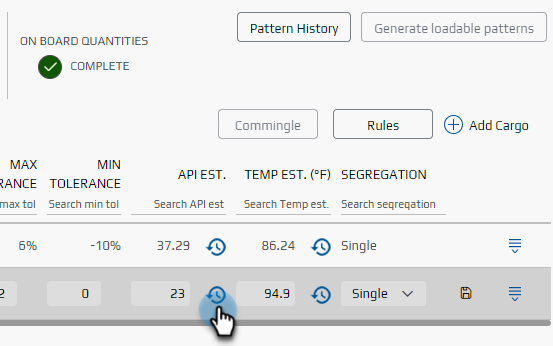 Pattern History
Generate loadable patterns
ON BOARD QUANTITIES
COMPLETE
Commingle
Rules
Add Cargo
MAX
RANCE
MIN
TOLERANCE
API EST.
TEMP EST. (°F)
SEGREGATION
max tol
Search min tol
Search API est
Search Temp est.
Search segregation
6%
-10%
37.29
86.24
Single
2
0
23
94.9
Single